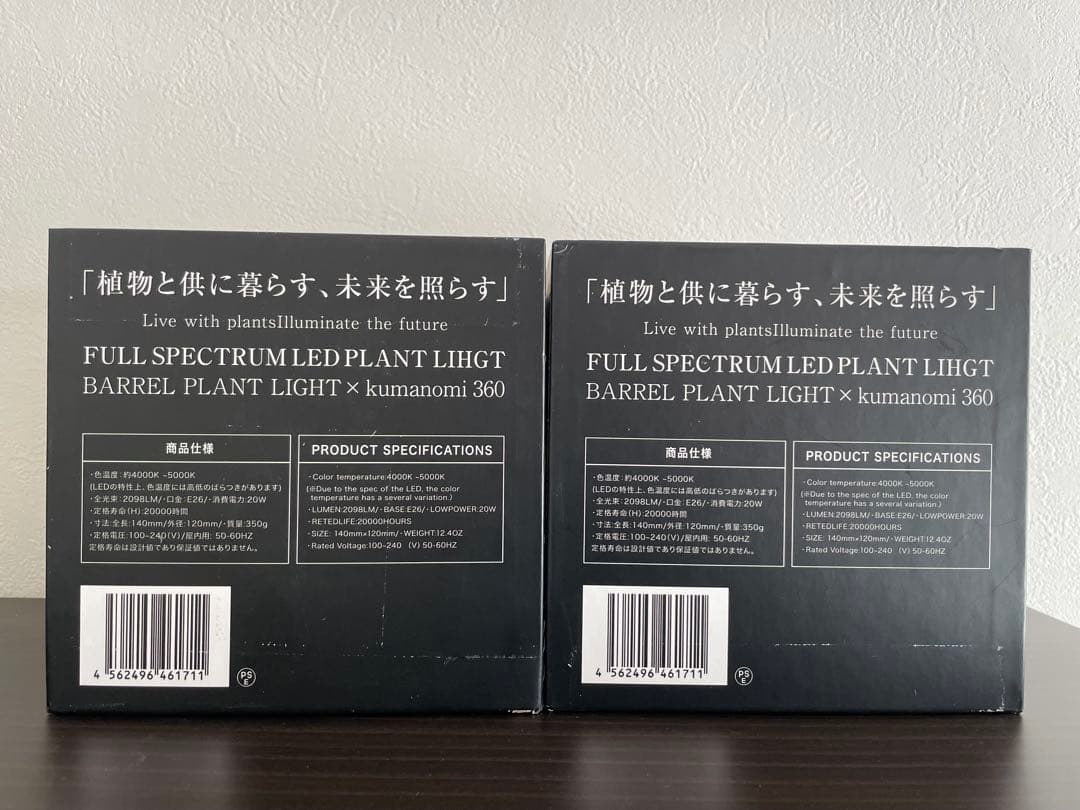 「植物と供に暮らす、未来を照らす」
Live with plantsIlluminate the future
FULL SPECTRUM LED PLANT LIHGT
BARREL PLANT LIGHT × kumanomi 360
商品仕様
・色温度:約4000K ~5000K
(LEDの特性上、色温度には高低のばらつきがあります)
・全光束:2098LM/・口金:E26/・消費電力:20W
・定格寿命(H):20000時間
・寸法:全長:140mm/外径:120mm/・質量:350g
・定格電圧:100-240(V)/屋内用: 50-60HZ
定格寿命は設計値であり保証値ではありません。
PRODUCT SPECIFICATIONS
・Color temperature:4000K ~5000K
(※Due to the spec of the LED, the color
temperature has a several variation.)
・LUMEN:2098LM/・BASE:E26/・LOWPOWER:20W
・RETEDLIFE:20000HOURS
・SIZE: 140mm×120mm/・WEIGHT:12.4OZ
・Rated Voltage:100-240 (V) 50-60HZ
4 562496 461711
PS
E
「植物と供に暮らす、未来を照らす」
Live with plantsIlluminate the future
FULL SPECTRUM LED PLANT LIHGT
BARREL PLANT LIGHT × kumanomi 360
商品仕様
・色温度:約4000K ~5000K
(LEDの特性上、色温度には高低のばらつきがあります)
・全光束:2098LM/・口金:E26/・消費電力:20W
・定格寿命(H):20000時間
・寸法:全長:140mm/外径:120mm/・質量:350g
・定格電圧:100-240(V)/屋内用: 50-60HZ
定格寿命は設計値であり保証値ではありません。
PRODUCT SPECIFICATIONS
・Color temperature:4000K ~5000K
(※Due to the spec of the LED, the color
temperature has a several variation.)
・LUMEN:2098LM/・BASE:E26/・LOWPOWER:20W
・RETEDLIFE:20000HOURS
・SIZE: 140mm×120mm/・WEIGHT:12.4OZ
・Rated Voltage:100-240 (V) 50-60HZ
4 562496 461711
PS
E